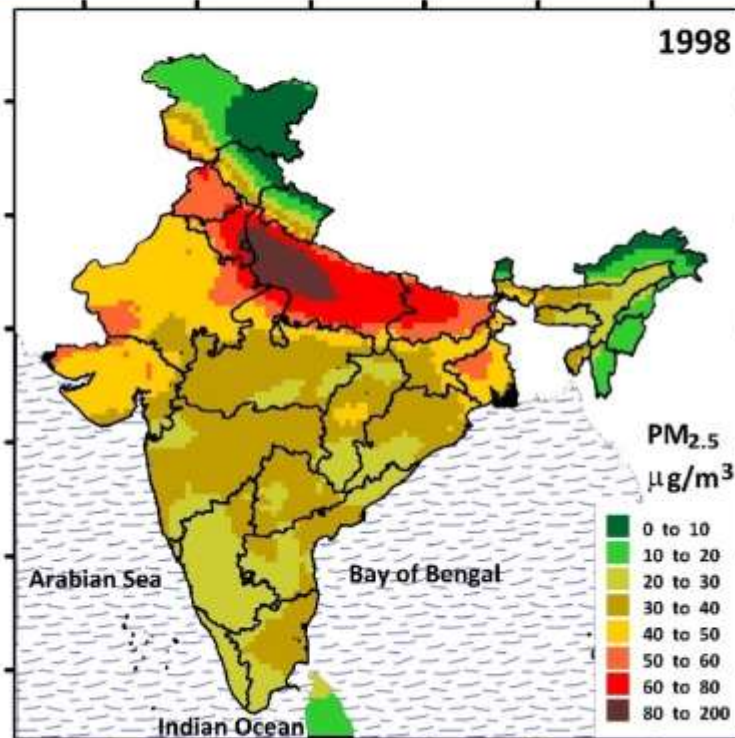 1998
PM2.5
µg/m³
0 to 10
10 to 20
20 to 30
30 to 40
40 to 50
50 to 60
60 to 80
80 to 200
Arabian Sea
Bay of Bengal
Indian Ocean